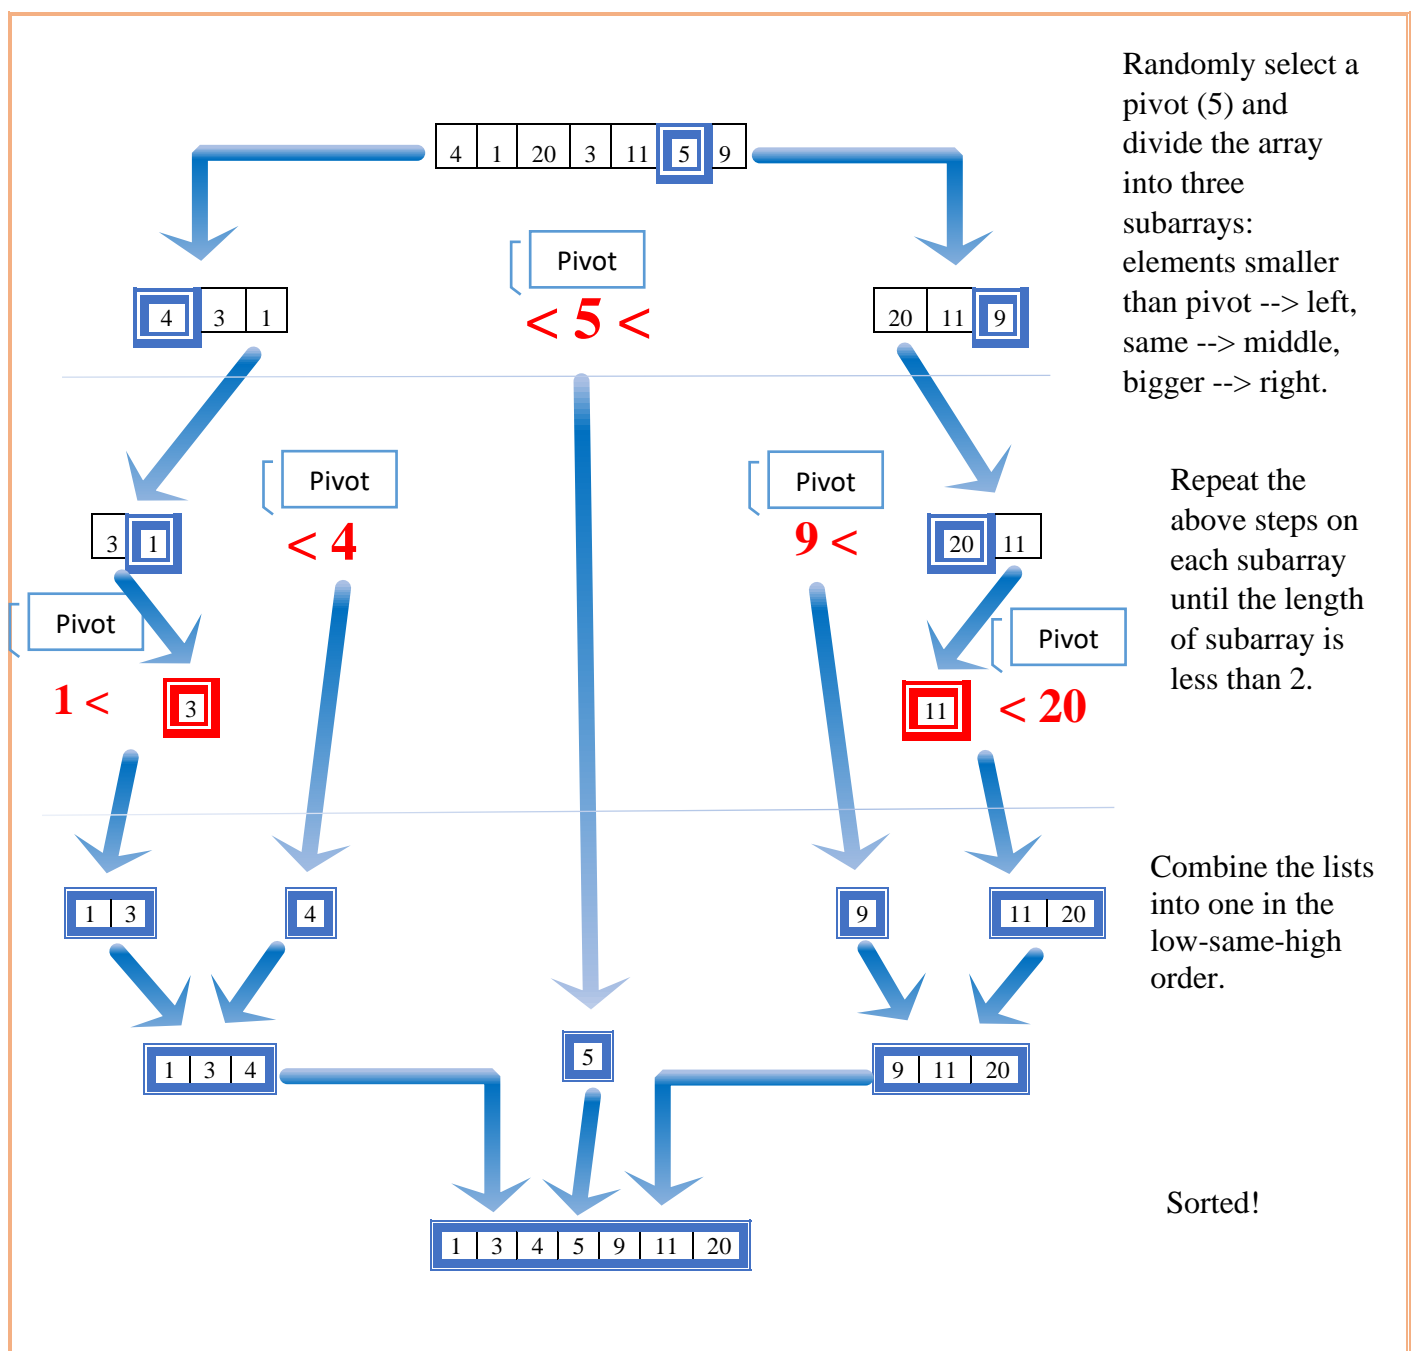 Randomly select a
pivot (5) and
divide the array
into three
subarrays:
elements smaller
than pivot --> left,
same --> middle,
bigger --> right.
4 1 20 3 11 5 9
Pivot
4 3 1
< 5 <
20 11 9
Repeat the
above steps on
each subarray
until the length
of subarray is
less than 2.
Pivot
Pivot
3 1
< 4
9 <
20 11
Pivot
Pivot
1 <
3
11
< 20
Combine the lists
into one in the
low-same-high
order.
1 3
4
9
11 20
1 3 4
5
9 11 20
Sorted!
1 3 4 5 9 11 20